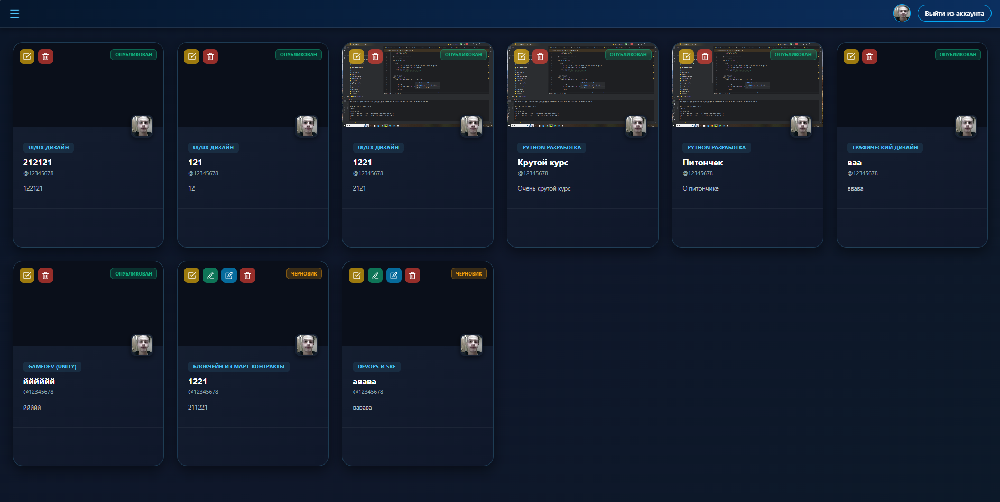 Выйти из аккаунта
ОПУБЛИКОВАН
UI/UX ДИЗАЙН
212121
@12345678
122121
ОПУБЛИКОВАН
UI/UX ДИЗАЙН
121
@12345678
12
ОПУБЛИКОВАН
UI/UX ДИЗАЙН
1221
@12345678
2121
ОПУБЛИКОВАН
PYTHON РАЗРАБОТКА
Крутой курс
@12345678
Очень крутой курс
ОПУБЛИКОВАН
PYTHON РАЗРАБОТКА
Питончек
@12345678
О питончике
ОПУБЛИКОВАН
ГРАФИЧЕСКИЙ ДИЗАЙН
ваа
@12345678
ввава
ОПУБЛИКОВАН
GAMEDEV (UNITY)
йййййй
@12345678
ййййй
ЧЕРНОВИК
БЛОКЧЕЙН И СМАРТ-КОНТРАКТЫ
1221
@12345678
211221
ЧЕРНОВИК
DEVOPS И SRE
авава
@12345678
вавава